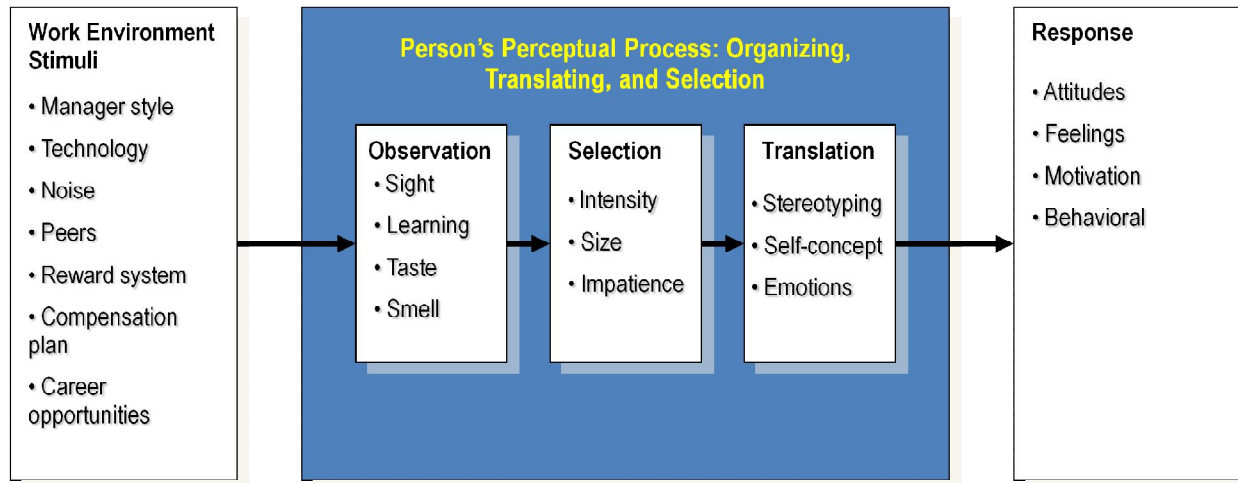 Work Environment
Stimuli
• Manager style
• Technology
• Noise
• Peers
• Reward system
• Compensation
plan
• Career
opportunities
Person's Perceptual Process: Organizing,
Translating, and Selection
Observation
• Sight
• Learning
• Taste
• Smell
Selection
• Intensity
• Size
• Impatience
Translation
• Stereotyping
• Self-concept
• Emotions
Response
• Attitudes
• Feelings
• Motivation
• Behavioral